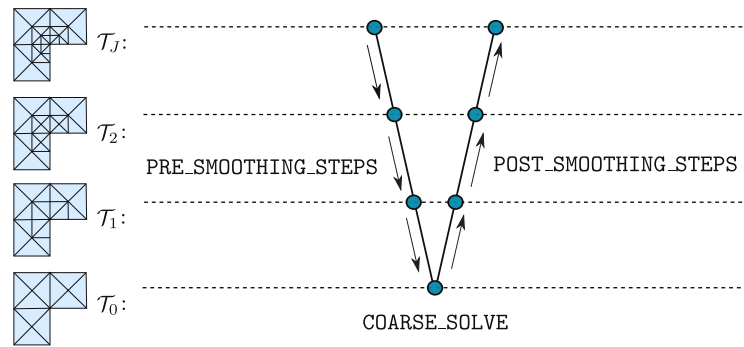 𝒯_J:
𝒯_2:
PRE_SMOOTHING_STEPS
POST_SMOOTHING_STEPS
𝒯_1:
𝒯_0:
COARSE_SOLVE